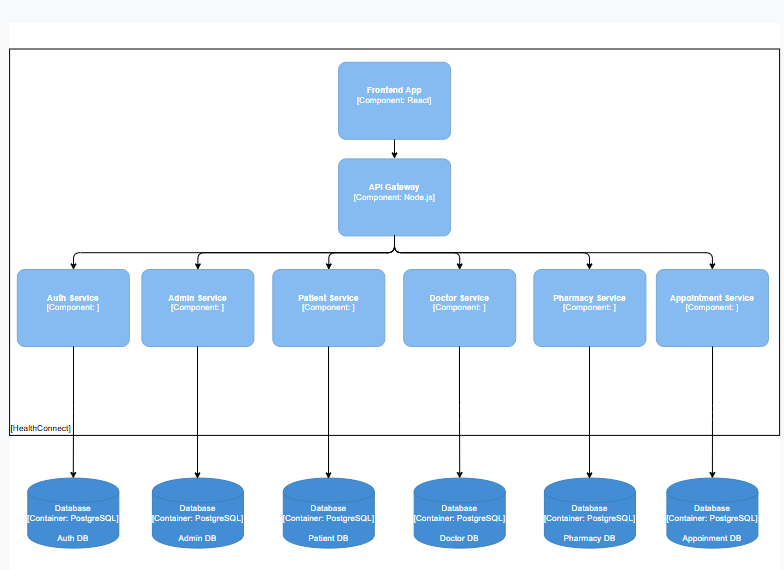 Frontend App
[Component: React]
API Gateway
[Component: Node.js]
Auth Service
[Component: ]
Admin Service
[Component: ]
Patient Service
[Component: ]
Doctor Service
[Component: ]
Pharmacy Service
[Component: ]
Appointment Service
[Component: ]
[HealthConnect]
Database
[Container: PostgreSQL]
Auth DB
Database
[Container: PostgreSQL]
Admin DB
Database
[Container: PostgreSQL]
Patient DB
Database
[Container: PostgreSQL]
Doctor DB
Database
[Container: PostgreSQL]
Pharmacy DB
Database
[Container: PostgreSQL]
Appoinment DB